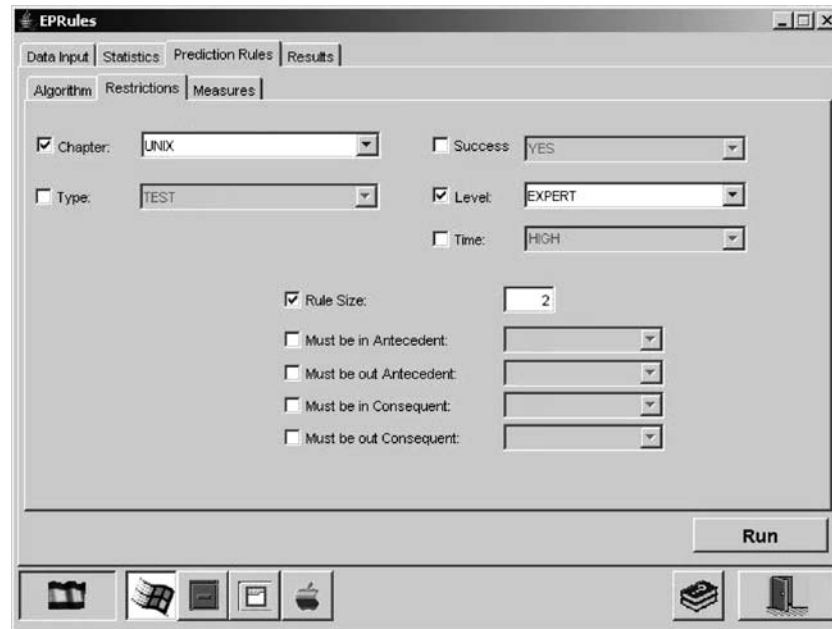 EPRules
Data Input Statistics Prediction Rules Results
Algorithm Restrictions Measures
Chapter: UNIX Success YES
Type: TEST Level: EXPERT
Time: HIGH
Rule Size: 2
Must be in Antecedent:
Must be out Antecedent:
Must be in Consequent:
Must be out Consequent:
Run